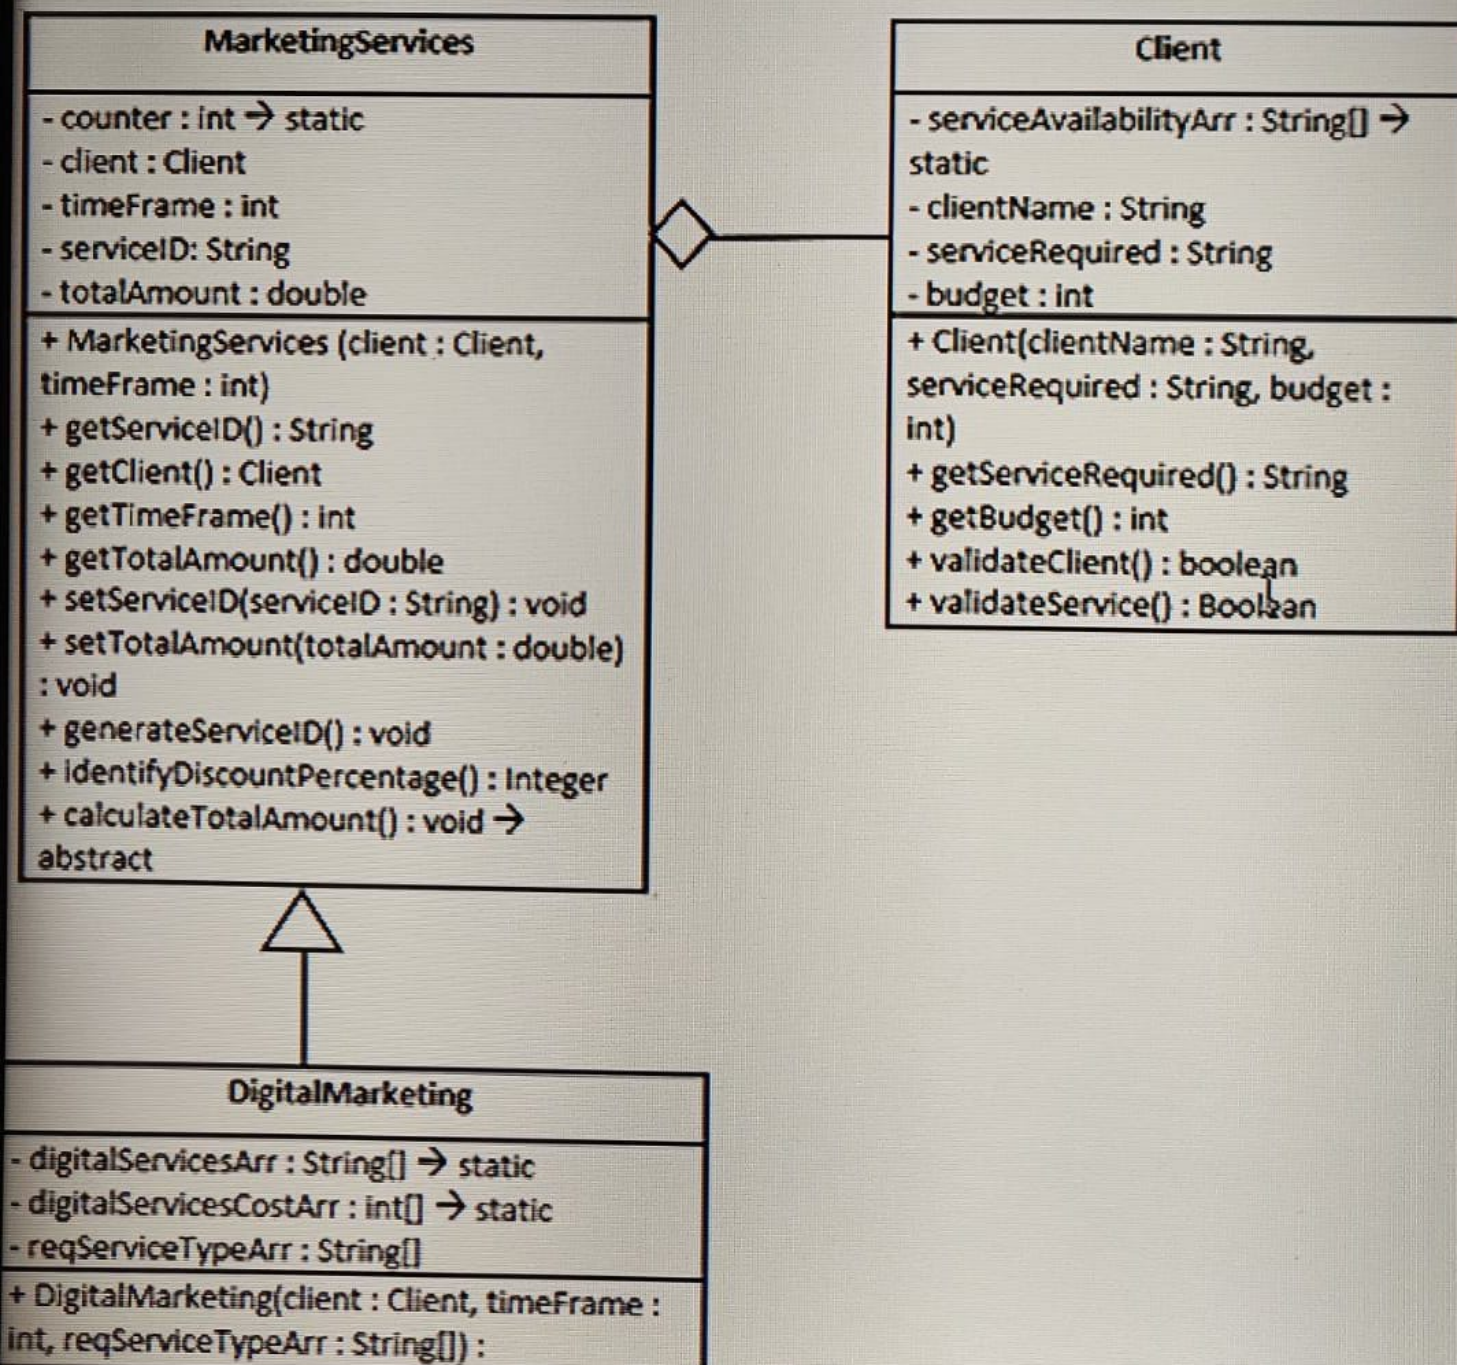 MarketingServices
- counter : int → static
- client : Client
- timeFrame : int
- serviceID: String
- totalAmount : double
+ MarketingServices (client : Client,
timeFrame : int)
+ getServiceID() : String
+ getClient() : Client
+ getTimeFrame() : int
+ getTotalAmount() : double
+ setServiceID(serviceID : String) : void
+ setTotalAmount(totalAmount : double)
: void
+ generateServiceID() : void
+ identifyDiscountPercentage() : Integer
+ calculateTotalAmount() : void →
abstract
Client
- serviceAvailabilityArr : String[] →
static
- clientName : String
- serviceRequired : String
- budget : int
+ Client(clientName : String,
serviceRequired : String, budget :
int)
+ getServiceRequired() : String
+ getBudget() : int
+ validateClient() : boolean
+ validateService() : Boolean
DigitalMarketing
- digitalServicesArr : String[] → static
- digitalServicesCostArr : int[] → static
- reqServiceTypeArr : String[]
+ DigitalMarketing(client : Client, timeFrame :
int, reqServiceTypeArr : String[]) :